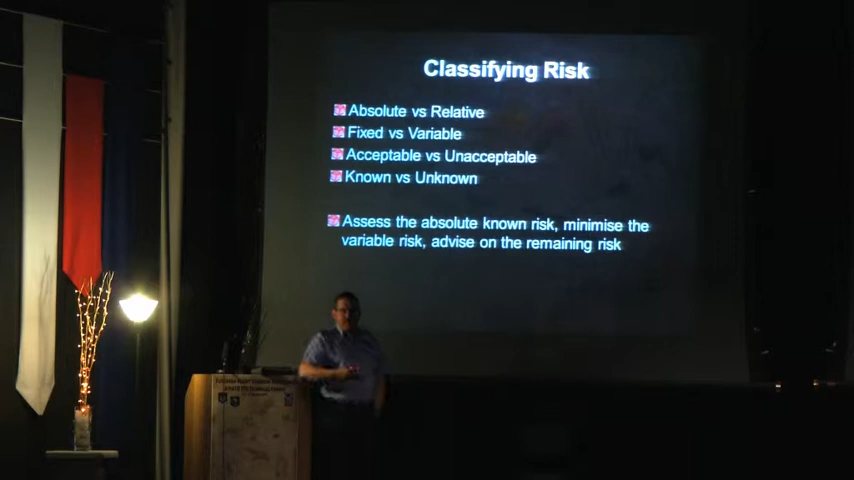 Classifying Risk
Absolute vs Relative
Fixed vs Variable
Acceptable vs Unacceptable
Known vs Unknown
Assess the absolute known risk, minimise the
variable risk, advise on the remaining risk